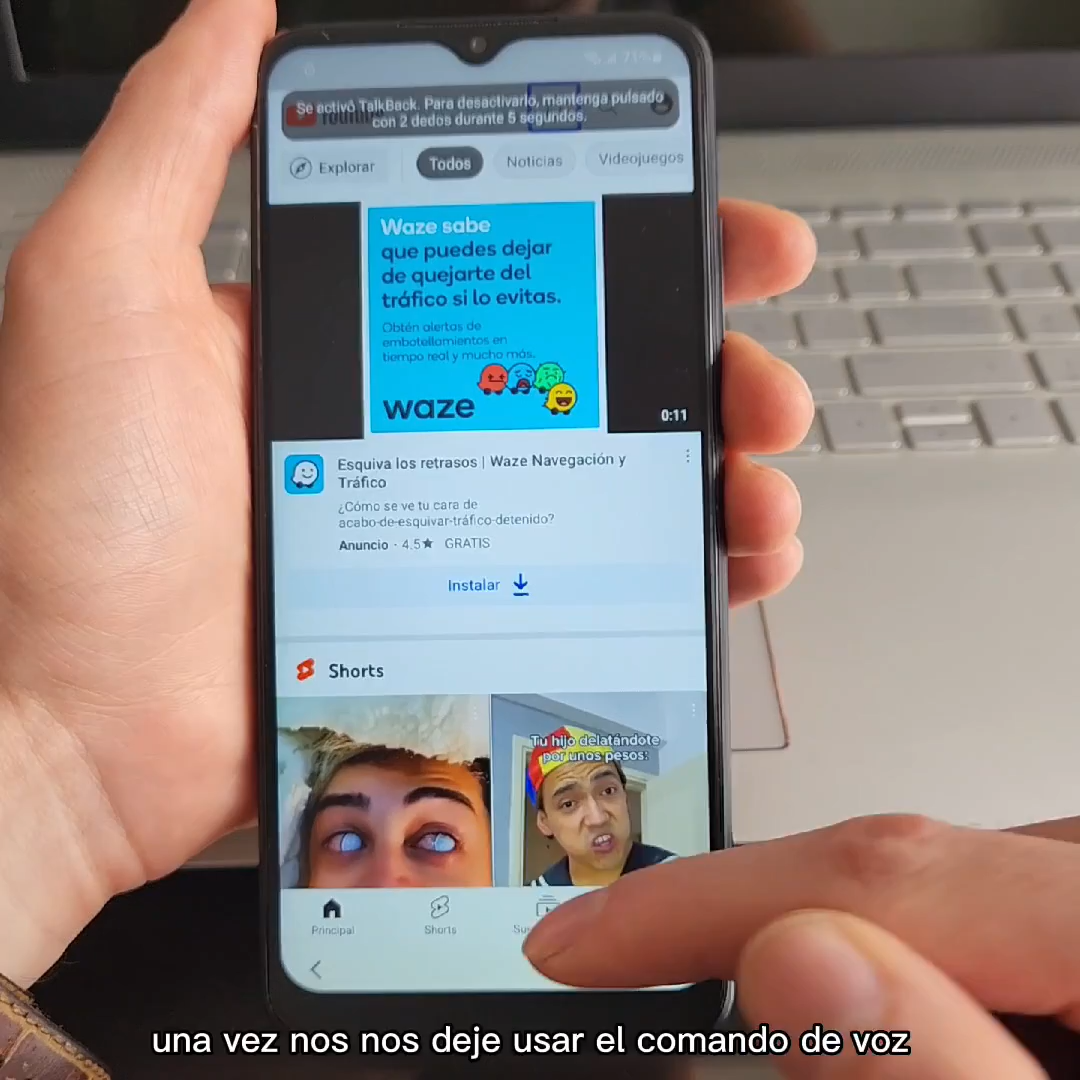 71%
Se activó TalkBack. Para desactivarlo, mantenga pulsado
con 2 dedos durante 5 segundos.
Explorar
Todos
Noticias
Videojuegos
Waze sabe
que puedes dejar
de quejarte del
tráfico si lo evitas.
Obtén alertas de
embotellamientos en
tiempo real y mucho más.
waze
0:11
Esquiva los retrasos | Waze Navegación y
Tráfico
¿Cómo se ve tu cara de
acabo-de-esquivar-tráfico-detenido?
Anuncio · 4.5★ GRATIS
Instalar
Shorts
Tu hijo delatándote
por unos pesos:
Principal
Shorts
una vez nos nos deje usar el comando de voz